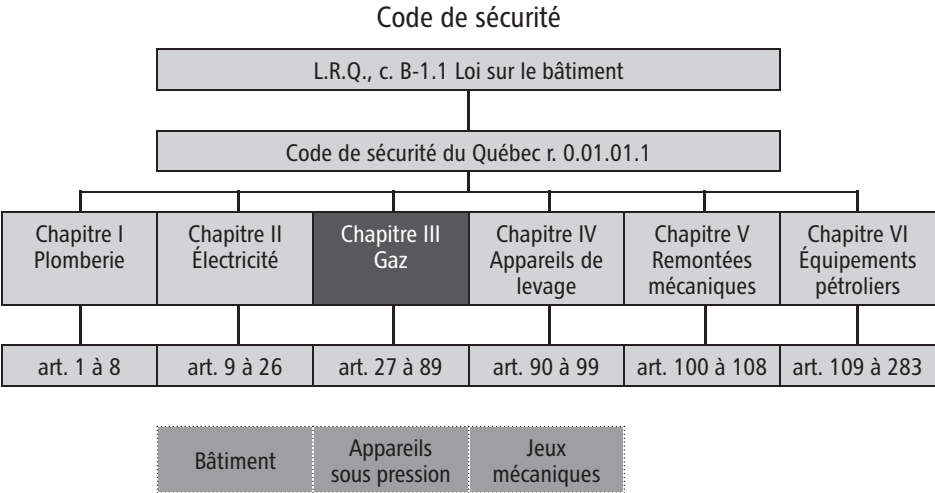 Code de sécurité
L.R.Q., c. B-1.1 Loi sur le bâtiment
Code de sécurité du Québec r. 0.01.01.1
Chapitre I
Plomberie
Chapitre II
Électricité
Chapitre III
Gaz
Chapitre IV
Appareils de
levage
Chapitre V
Remontées
mécaniques
Chapitre VI
Équipements
pétroliers
art. 1 à 8
art. 9 à 26
art. 27 à 89
art. 90 à 99
art. 100 à 108
art. 109 à 283
Bâtiment
Appareils
sous pression
Jeux
mécaniques